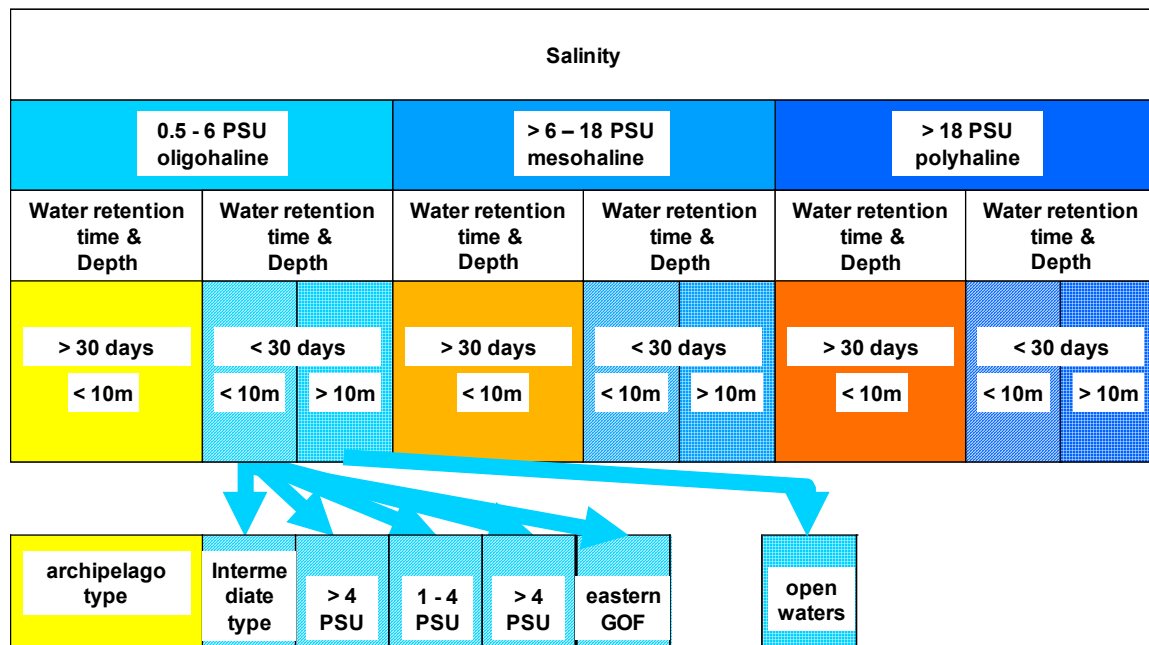 Salinity
0.5 - 6 PSU
oligohaline
> 6 – 18 PSU
mesohaline
> 18 PSU
polyhaline
Water retention
time &
Depth
Water retention
time &
Depth
Water retention
time &
Depth
Water retention
time &
Depth
Water retention
time &
Depth
Water retention
time &
Depth
> 30 days
< 10m
< 30 days
< 10m
> 10m
> 30 days
< 10m
< 30 days
< 10m
> 10m
> 30 days
< 10m
< 30 days
< 10m
> 10m
archipelago
type
Interme
diate
type
> 4
PSU
1 - 4
PSU
> 4
PSU
eastern
GOF
open
waters